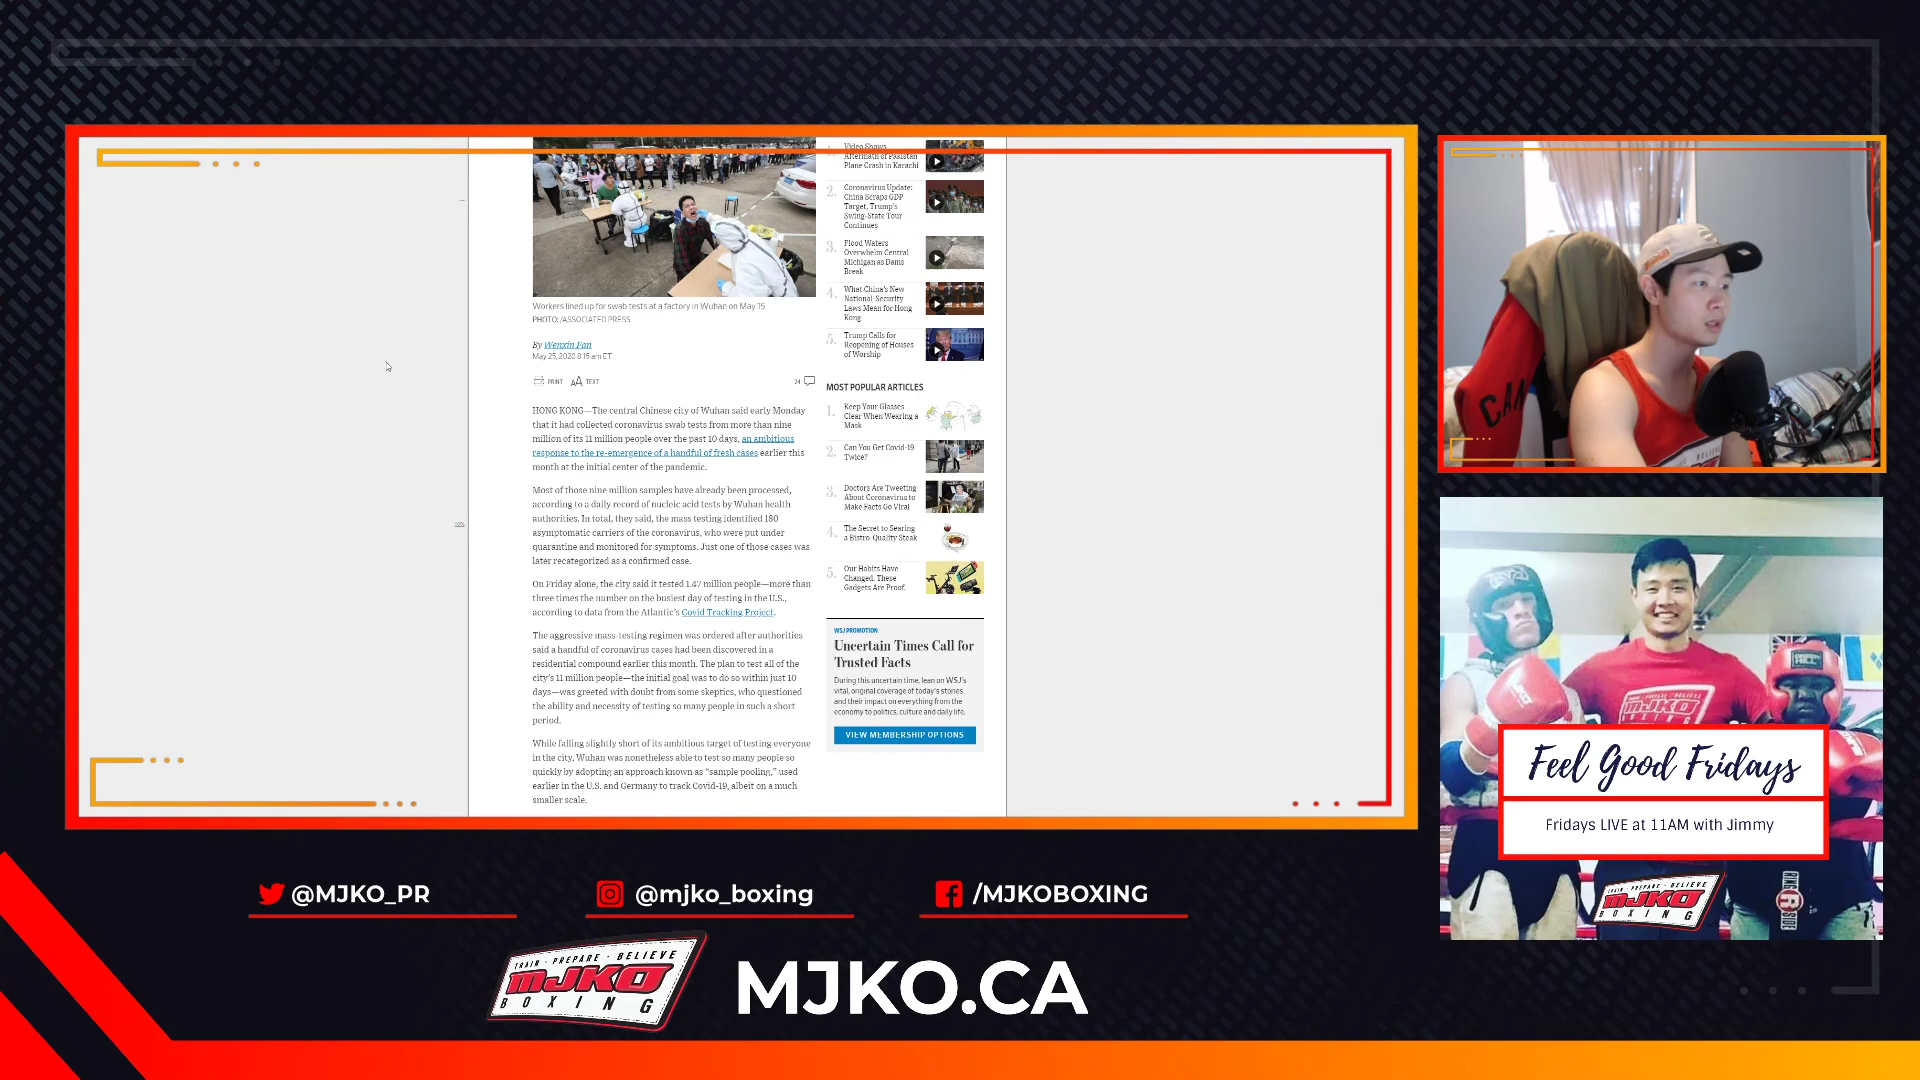 Workers lined up for swab tests at a factory in Wuhan on May 15
PHOTO: /ASSOCIATED PRESS
By Wenxin Fan
May 25, 2020 8:15 am ET
PRINT AA TEXT
24
HONG KONG—The central Chinese city of Wuhan said early Monday
that it had collected coronavirus swab tests from more than nine
million of its 11 million people over the past 10 days, an ambitious
response to the re-emergence of a handful of fresh cases earlier this
month at the initial center of the pandemic.
Most of those nine million samples have already been processed,
according to a daily record of nucleic acid tests by Wuhan health
authorities. In total, they said, the mass testing identified 180
asymptomatic carriers of the coronavirus, who were put under
quarantine and monitored for symptoms. Just one of those cases was
later recategorized as a confirmed case.
On Friday alone, the city said it tested 1.47 million people—more than
three times the number on the busiest day of testing in the U.S.,
according to data from the Atlantic's Covid Tracking Project.
The aggressive mass-testing regimen was ordered after authorities
said a handful of coronavirus cases had been discovered in a
residential compound earlier this month. The plan to test all of the
city's 11 million people—the initial goal was to do so within just 10
days—was greeted with doubt from some skeptics, who questioned
the ability and necessity of testing so many people in such a short
period.
While falling slightly short of its ambitious target of testing everyone
in the city, Wuhan was nonetheless able to test so many people so
quickly by adopting an approach known as “sample pooling,” used
earlier in the U.S. and Germany to track Covid-19, albeit on a much
smaller scale.
Video Shows
Aftermath of Pakistan
Plane Crash in Karachi
2. Coronavirus Update:
China Scraps GDP
Target, Trump's
Swing-State Tour
Continues
3. Flood Waters
Overwhelm Central
Michigan as Dams
Break
4. What China's New
National-Security
Laws Mean for Hong
Kong
5. Trump Calls for
Reopening of Houses
of Worship
MOST POPULAR ARTICLES
1. Keep Your Glasses
Clear When Wearing a
Mask
2. Can You Get Covid-19
Twice?
3. Doctors Are Tweeting
About Coronavirus to
Make Facts Go Viral
4. The Secret to Searing
a Bistro-Quality Steak
5. Our Habits Have
Changed. These
Gadgets Are Proof.
WSJ PROMOTION
Uncertain Times Call for
Trusted Facts
During this uncertain time, lean on WSJ's
vital, original coverage of today's stories
and their impact on everything from the
economy to politics, culture and daily life.
VIEW MEMBERSHIP OPTIONS
CAN
Feel Good Fridays
Fridays LIVE at 11AM with Jimmy
TRAIN · PREPARE · BELIEVE
MJKO
BOXING
RINGSIDE
@MJKO_PR
@mjko_boxing
/MJKOBOXING
TRAIN · PREPARE · BELIEVE
MJKO
BOXING
MJKO.CA